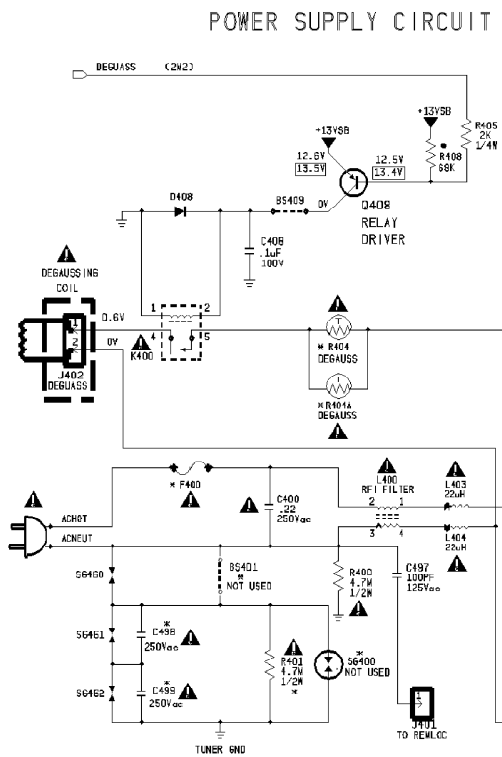 POWER SUPPLY CIRCUIT
DEGUASS (2W2)
+13VSB
R405
2K
1/4W
+13VSB
R408
68K
12.6V
13.5V
12.5V
13.4V
D408
BS409
0V
Q409
RELAY
DRIVER
C408
.1uF
100V
DEGAUSSING
COIL
1 2
0.6V
4 5
1
2
0V
K400
J402
DEGUASS
T
* R404
DEGAUSS
* R404A
DEGAUSS
* F400
L400
RFI FILTER
2 1
3 4
L403
22uH
ACHOT
C400
.22
250Vac
ACNEUT
L404
22uH
SG460
BS401
*
NOT USED
R400
4.7M
1/2W
C497
100PF
125Vac
SG461
*
C498
250Vac
R401
4.7M
1/2W
*
*
SG400
NOT USED
SG462
*
C499
250Vac
1
J401
TO REMLOC
TUNER GND